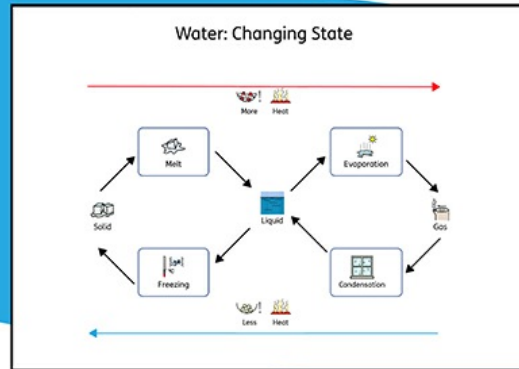 Water: Changing State
More Heat
Melt
Evaporation
Solid
Liquid
Gas
Freezing
Condensation
Less Heat